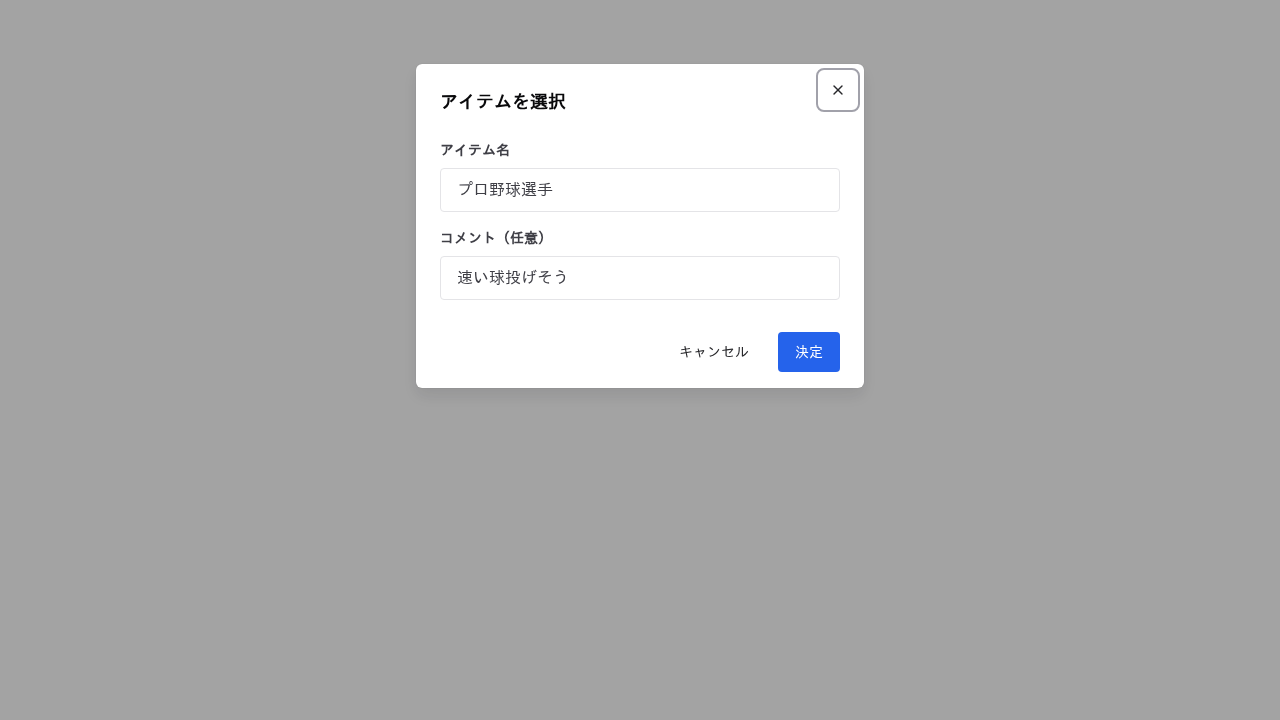 アイテムを選択
アイテム名
プロ野球選手
コメント（任意）
速い球投げそう
キャンセル
決定